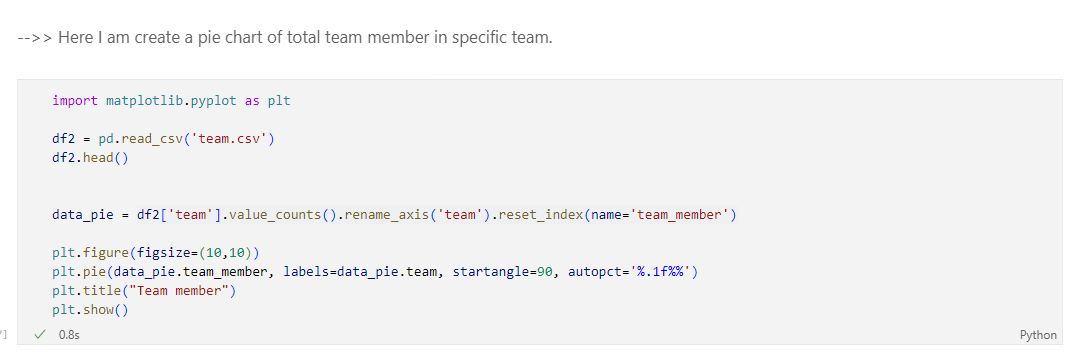 -->> Here I am create a pie chart of total team member in specific team.
import matplotlib.pyplot as plt
df2 = pd.read_csv('team.csv')
df2.head()
data_pie = df2['team'].value_counts().rename_axis('team').reset_index(name='team_member')
plt.figure(figsize=(10,10))
plt.pie(data_pie.team_member, labels=data_pie.team, startangle=90, autopct='%.1f%%')
plt.title("Team member")
plt.show()
✓ 0.8s
Python